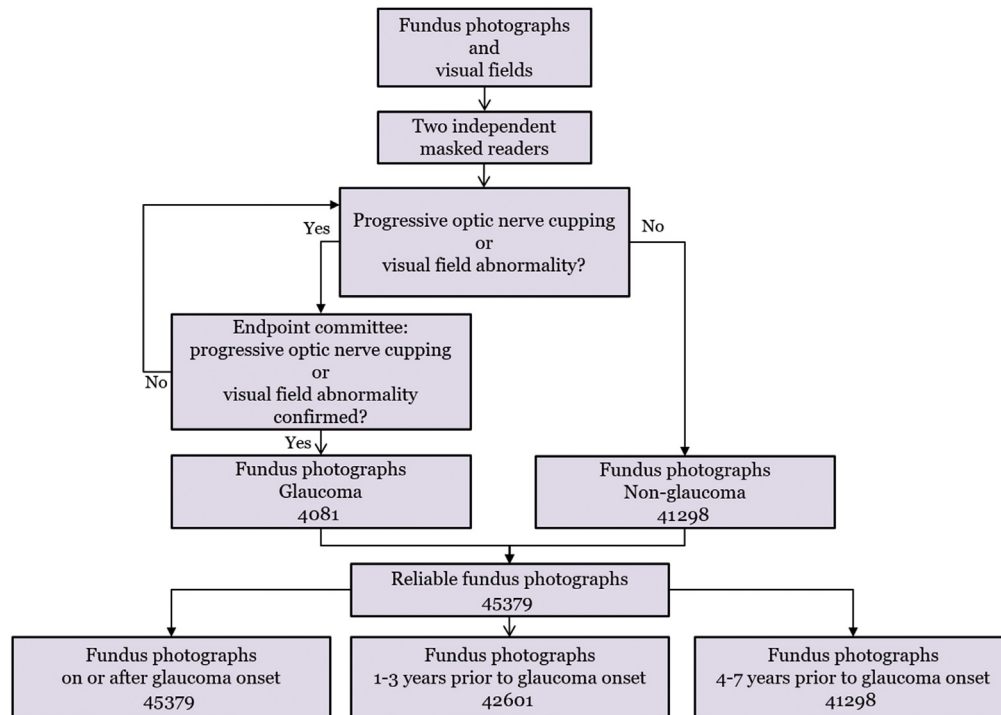 Fundus photographs
and
visual fields
Two independent
masked readers
Progressive optic nerve cupping
or
visual field abnormality?
Yes
No
Endpoint committee:
progressive optic nerve cupping
or
visual field abnormality
confirmed?
No
Yes
Fundus photographs
Glaucoma
4081
Fundus photographs
Non-glaucoma
41298
Reliable fundus photographs
45379
Fundus photographs
on or after glaucoma onset
45379
Fundus photographs
1-3 years prior to glaucoma onset
42601
Fundus photographs
4-7 years prior to glaucoma onset
41298